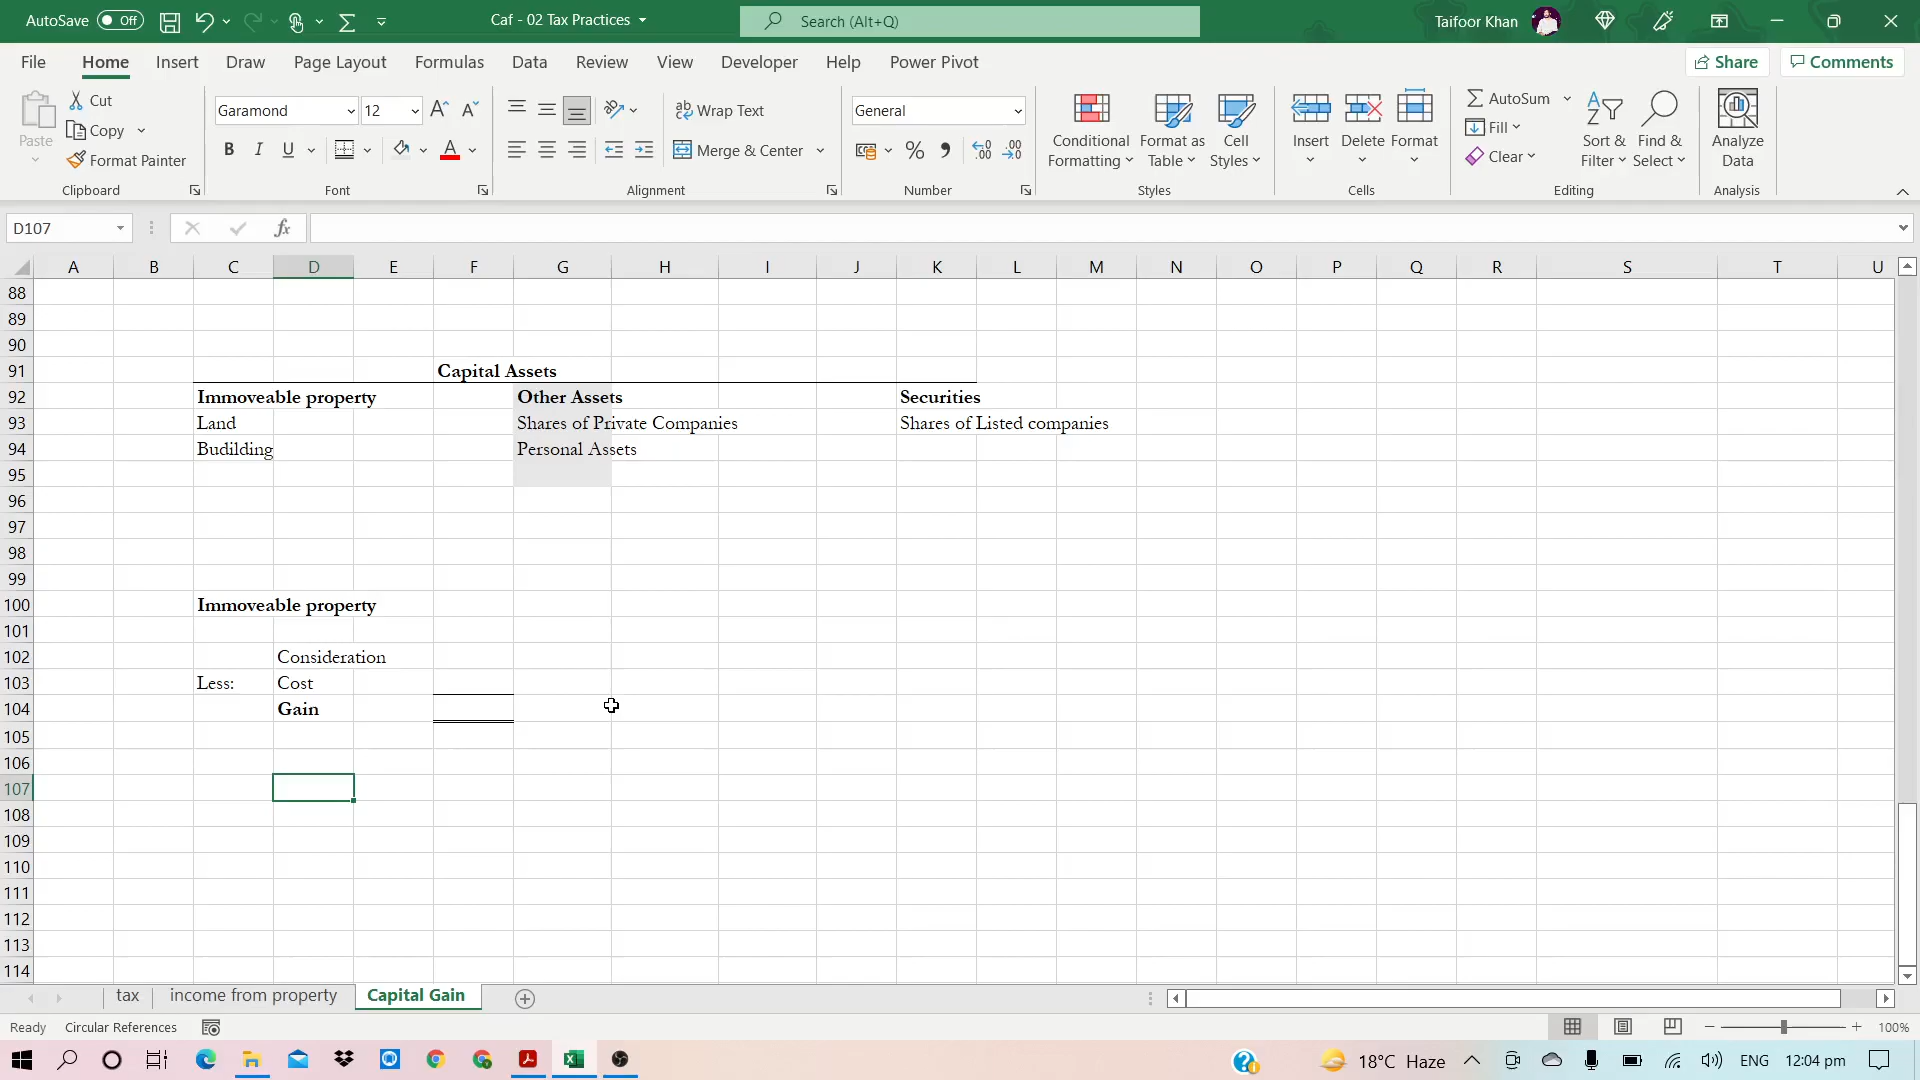 AutoSave Off Caf - 02 Tax Practices Search (Alt+Q) Taifoor Khan
File Home Insert Draw Page Layout Formulas Data Review View Developer Help Power Pivot Share Comments
Paste Cut Copy Format Painter Clipboard
Garamond 12 B I U A Font
Wrap Text Merge & Center Alignment
General % Number
Conditional Formatting Format as Table Cell Styles Styles
Insert Delete Format Cells
AutoSum Fill Clear Sort & Filter Find & Select Editing
Analyze Data Analysis
D107 fx
A B C D E F G H I J K L M N O P Q R S T U
88
89
90
91 Capital Assets
92 Immoveable property Other Assets Securities
93 Land Shares of Private Companies Shares of Listed companies
94 Budilding Personal Assets
95
96
97
98
99
100 Immoveable property
101
102 Consideration
103 Less: Cost
104 Gain
105
106
107
108
109
110
111
112
113
114
tax income from property Capital Gain
Ready Circular References 100%
18°C Haze ENG 12:04 pm